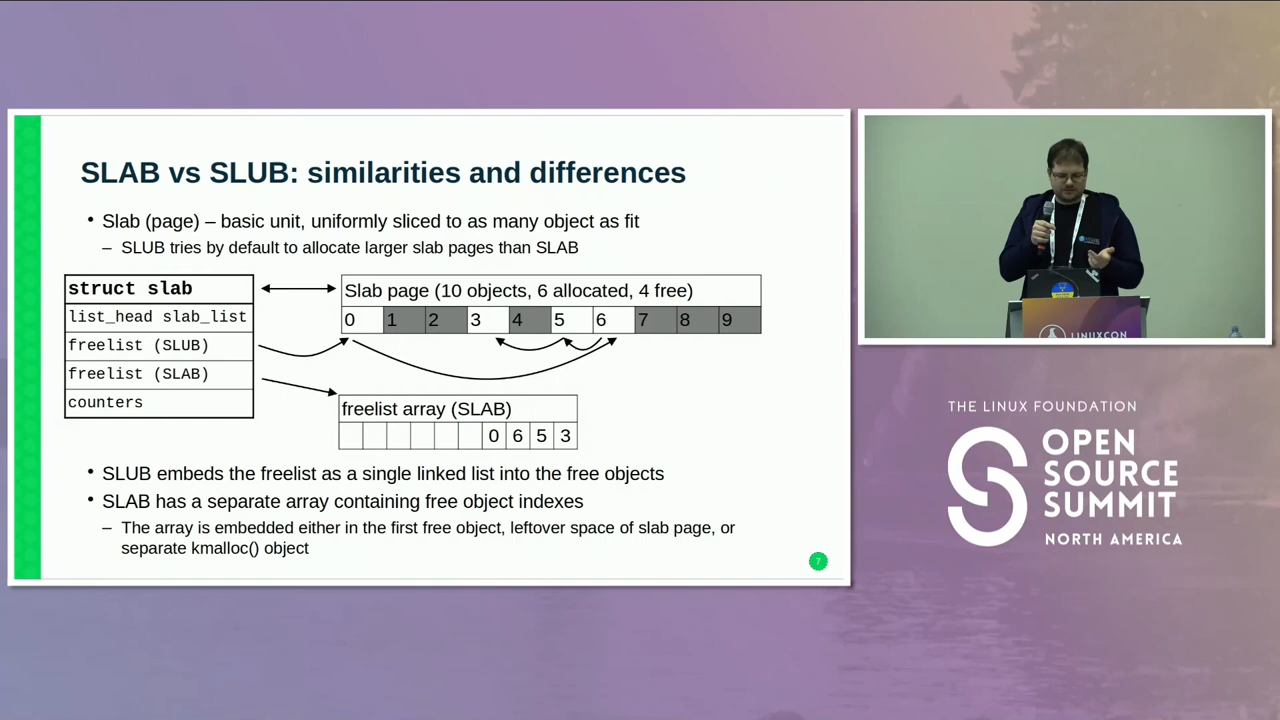 SLAB vs SLUB: similarities and differences
• Slab (page) – basic unit, uniformly sliced to as many object as fit
– SLUB tries by default to allocate larger slab pages than SLAB
struct slab
list_head slab_list
freelist (SLUB)
freelist (SLAB)
counters
Slab page (10 objects, 6 allocated, 4 free)
0 1 2 3 4 5 6 7 8 9
freelist array (SLAB)
0 6 5 3
• SLUB embeds the freelist as a single linked list into the free objects
• SLAB has a separate array containing free object indexes
– The array is embedded either in the first free object, leftover space of slab page, or
separate kmalloc() object
7
LINUXCON
THE LINUX FOUNDATION
OPEN
SOURCE
SUMMIT
NORTH AMERICA